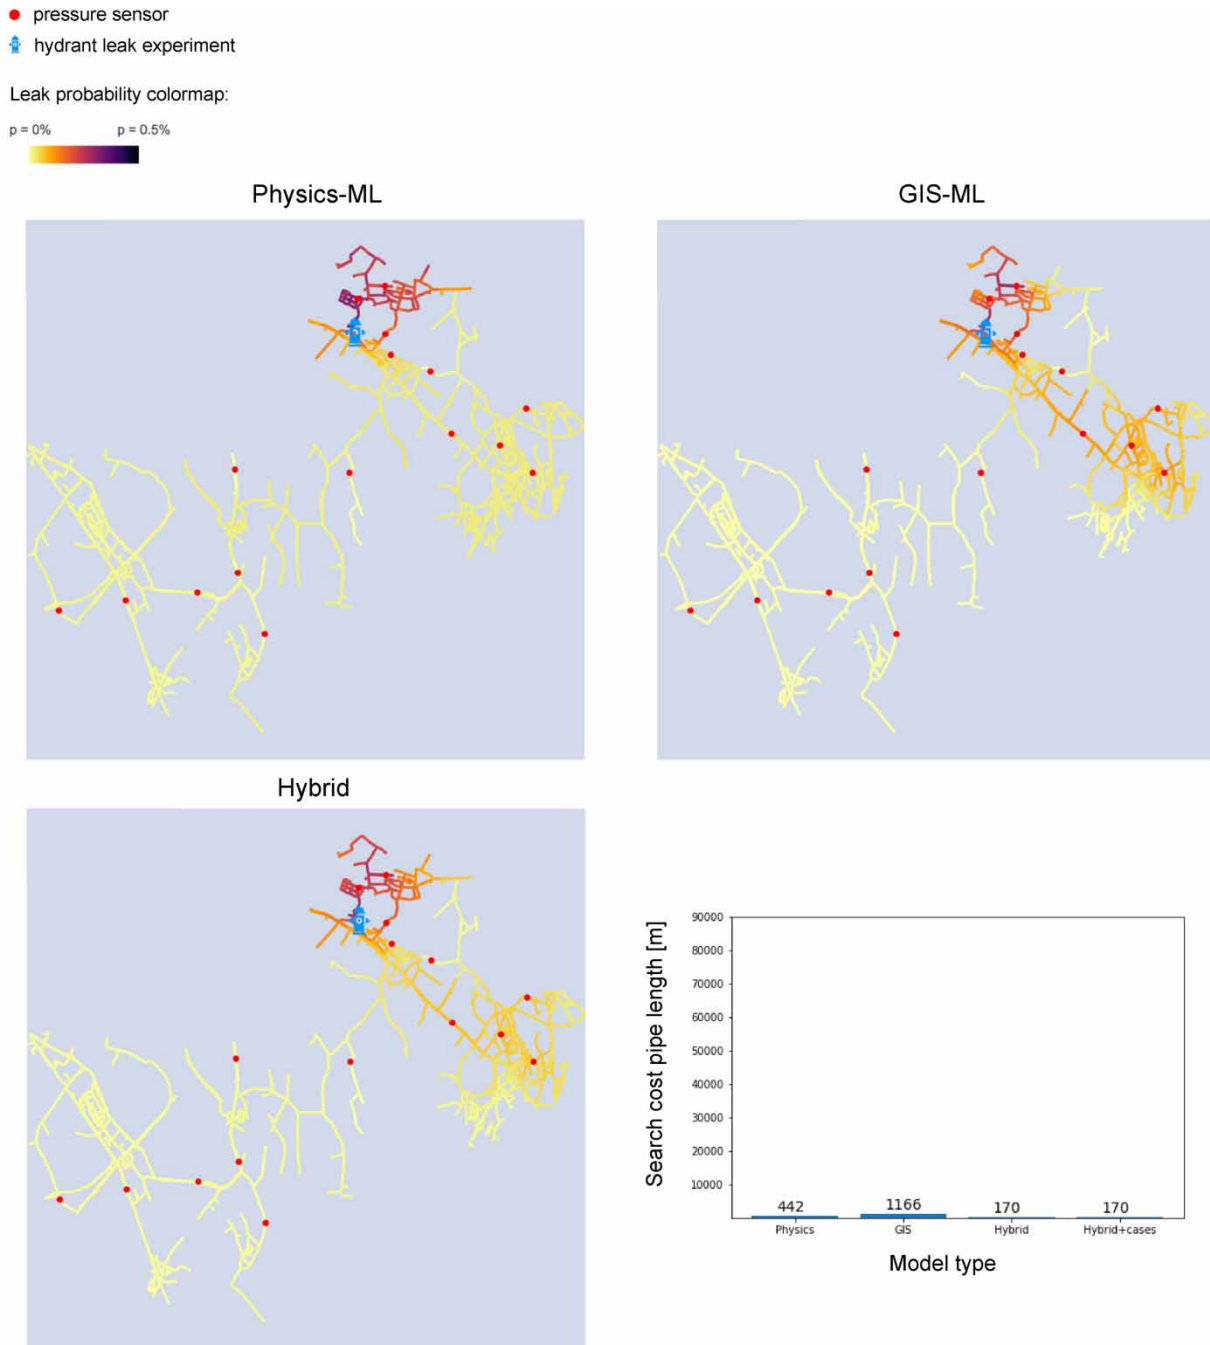 pressure sensor
hydrant leak experiment
Leak probability colormap:
p = 0% p = 0.5%
Physics-ML
GIS-ML
Hybrid
Search cost pipe length [m]
90000
80000
70000
60000
50000
40000
30000
20000
10000
442 1166 170 170
Physics GIS Hybrid Hybrid+cases
Model type